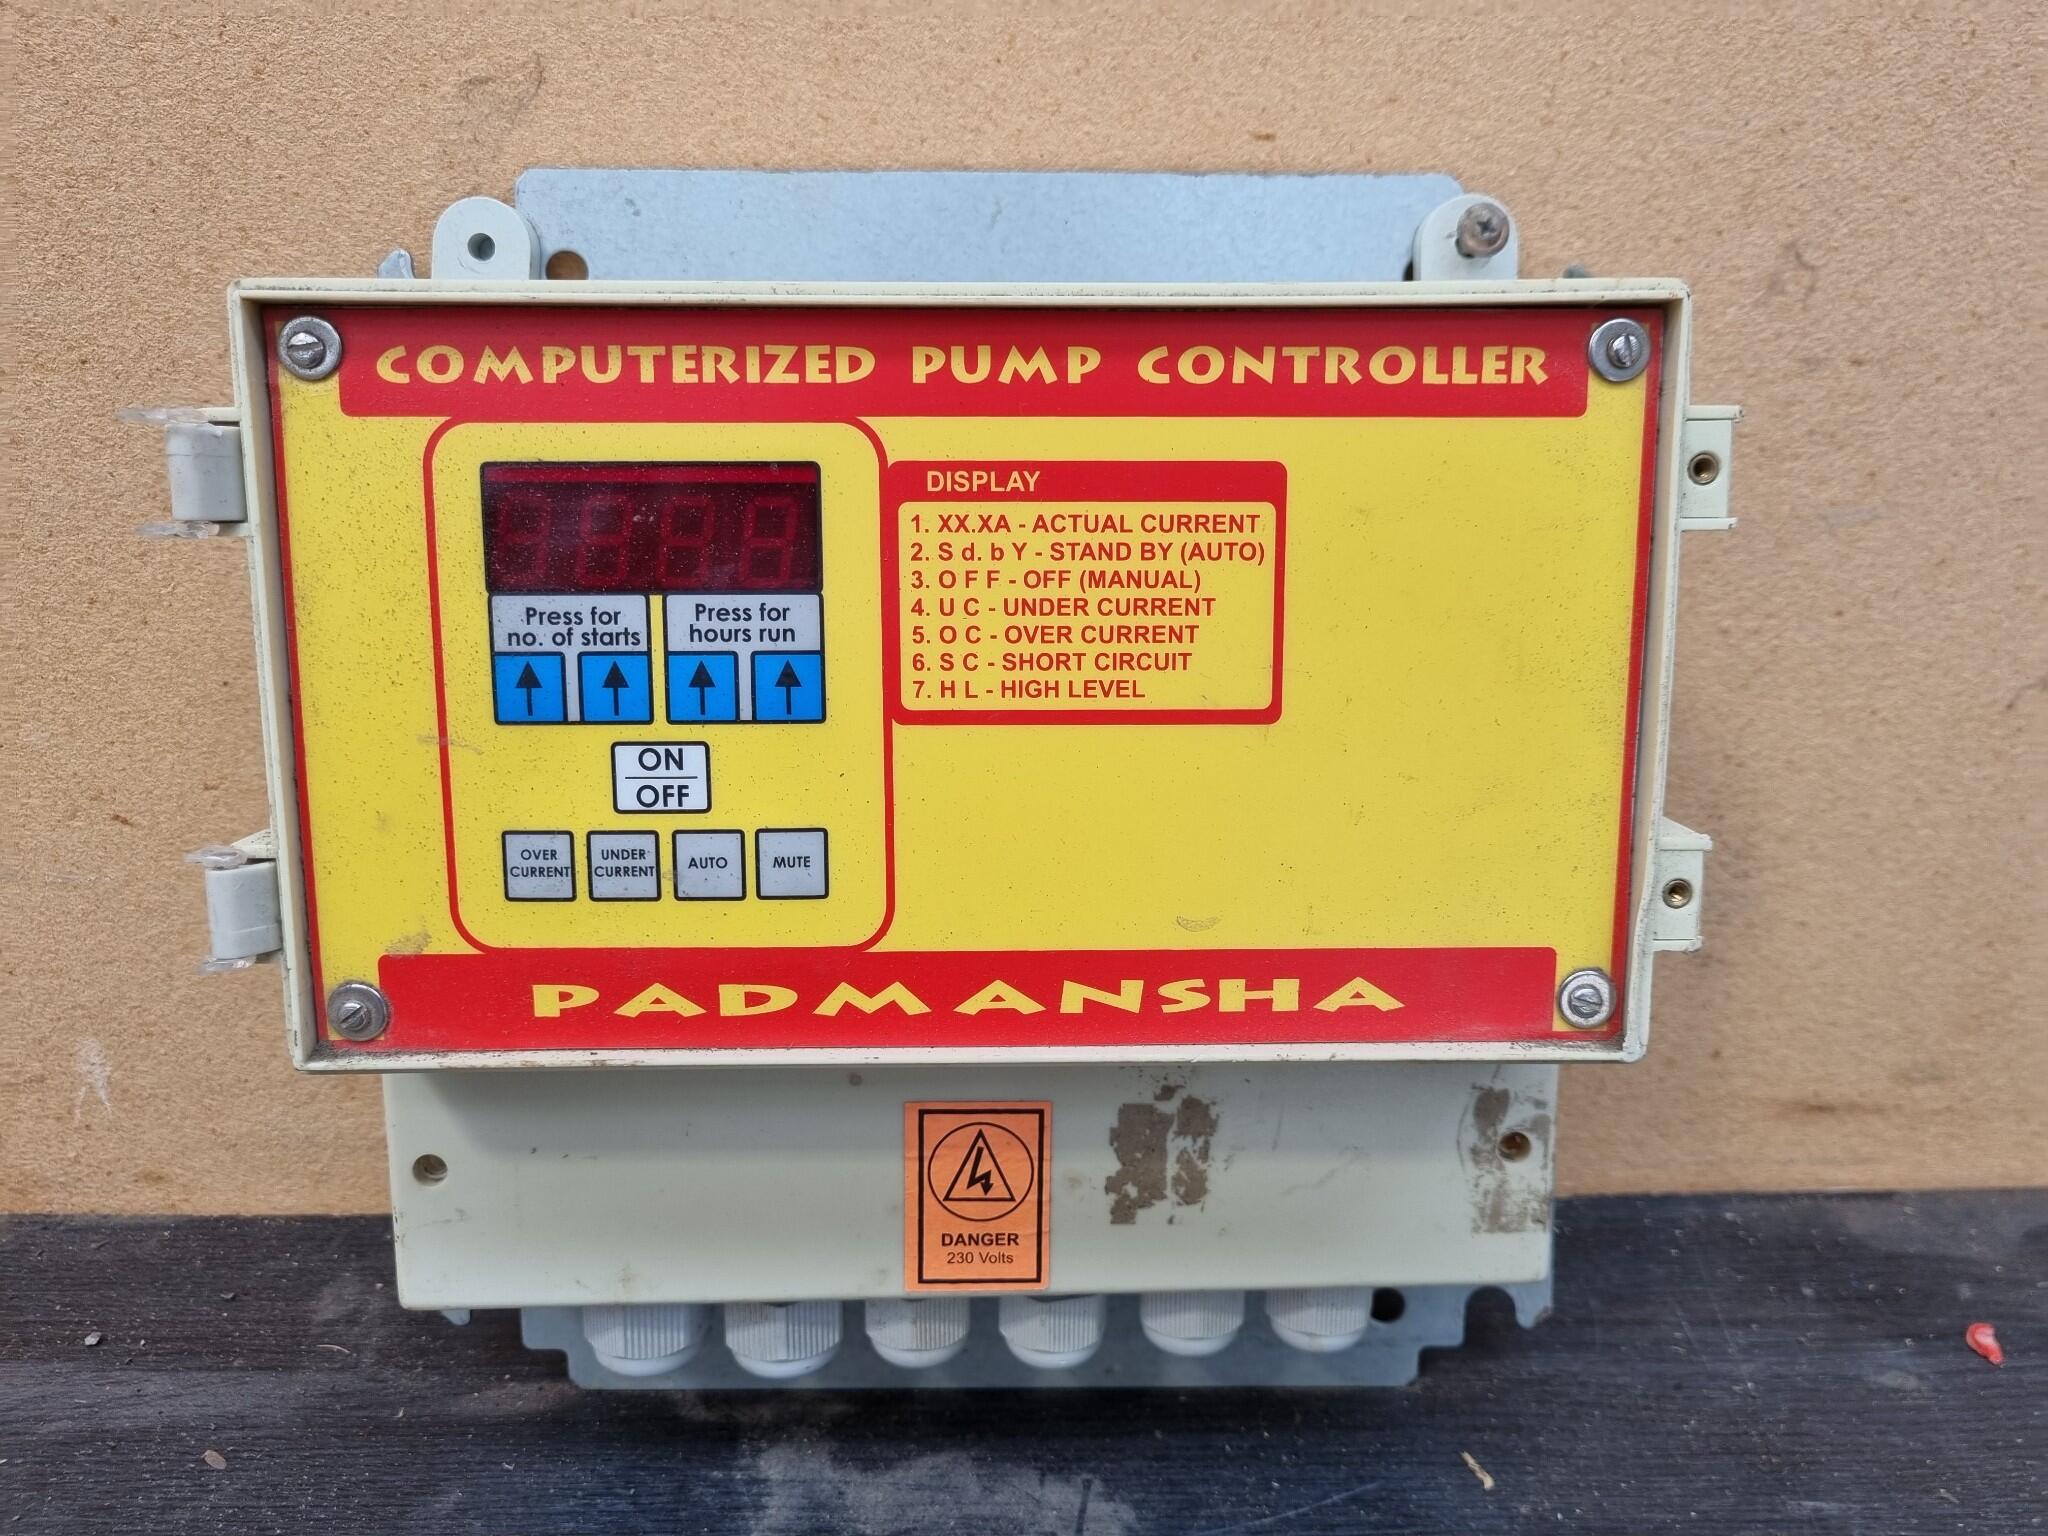 COMPUTERIZED PUMP CONTROLLER
DISPLAY
1. XX.XA - ACTUAL CURRENT
2. S d. b Y - STAND BY (AUTO)
3. O F F - OFF (MANUAL)
4. U C - UNDER CURRENT
5. O C - OVER CURRENT
6. S C - SHORT CIRCUIT
7. H L - HIGH LEVEL
Press for
no. of starts
Press for
hours run
ON
OFF
OVER
CURRENT
UNDER
CURRENT
AUTO
MUTE
PADMANSHA
DANGER
230 Volts